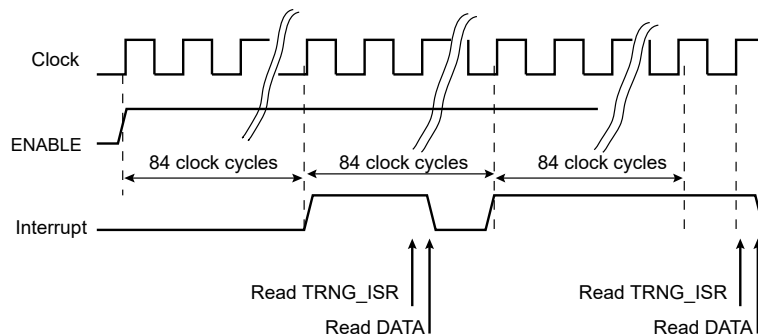 Clock
ENABLE
84 clock cycles 84 clock cycles 84 clock cycles
Interrupt
Read TRNG_ISR Read TRNG_ISR
Read DATA Read DATA